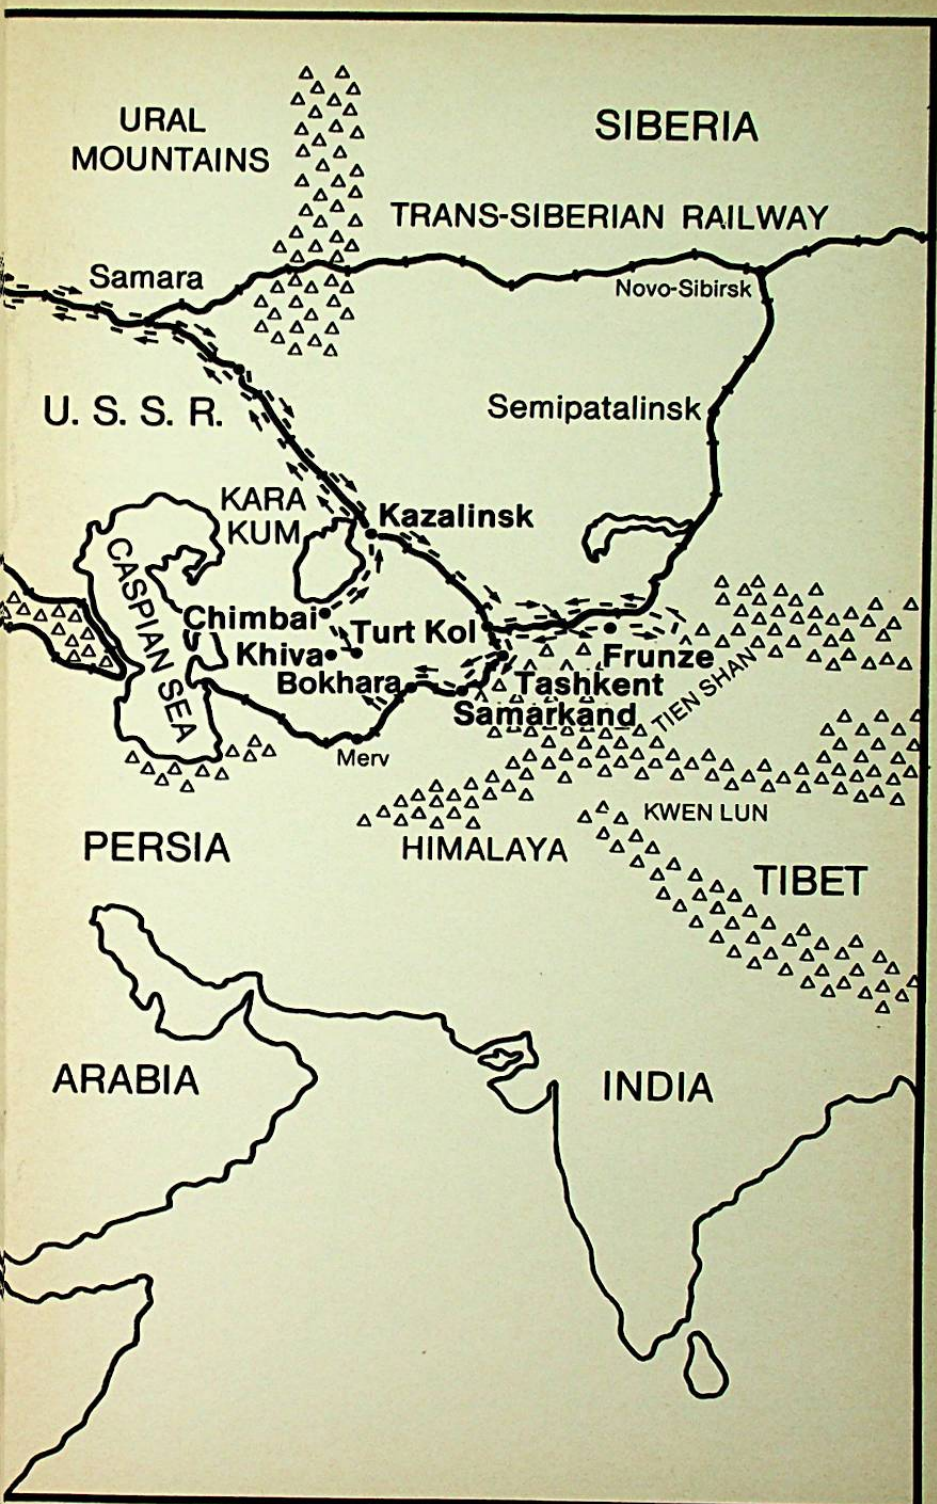 URAL
MOUNTAINS
SIBERIA
TRANS-SIBERIAN RAILWAY
Samara
Novo-Sibirsk
U. S. S. R.
Semipatalinsk
KARA
KUM
Kazalinsk
CASPIAN SEA
Chimbai
Turt Kol
Khiva
Frunze
Bokhara
Tashkent
TIEN SHAN
Samarkand
Merv
KWEN LUN
PERSIA
HIMALAYA
TIBET
ARABIA
INDIA